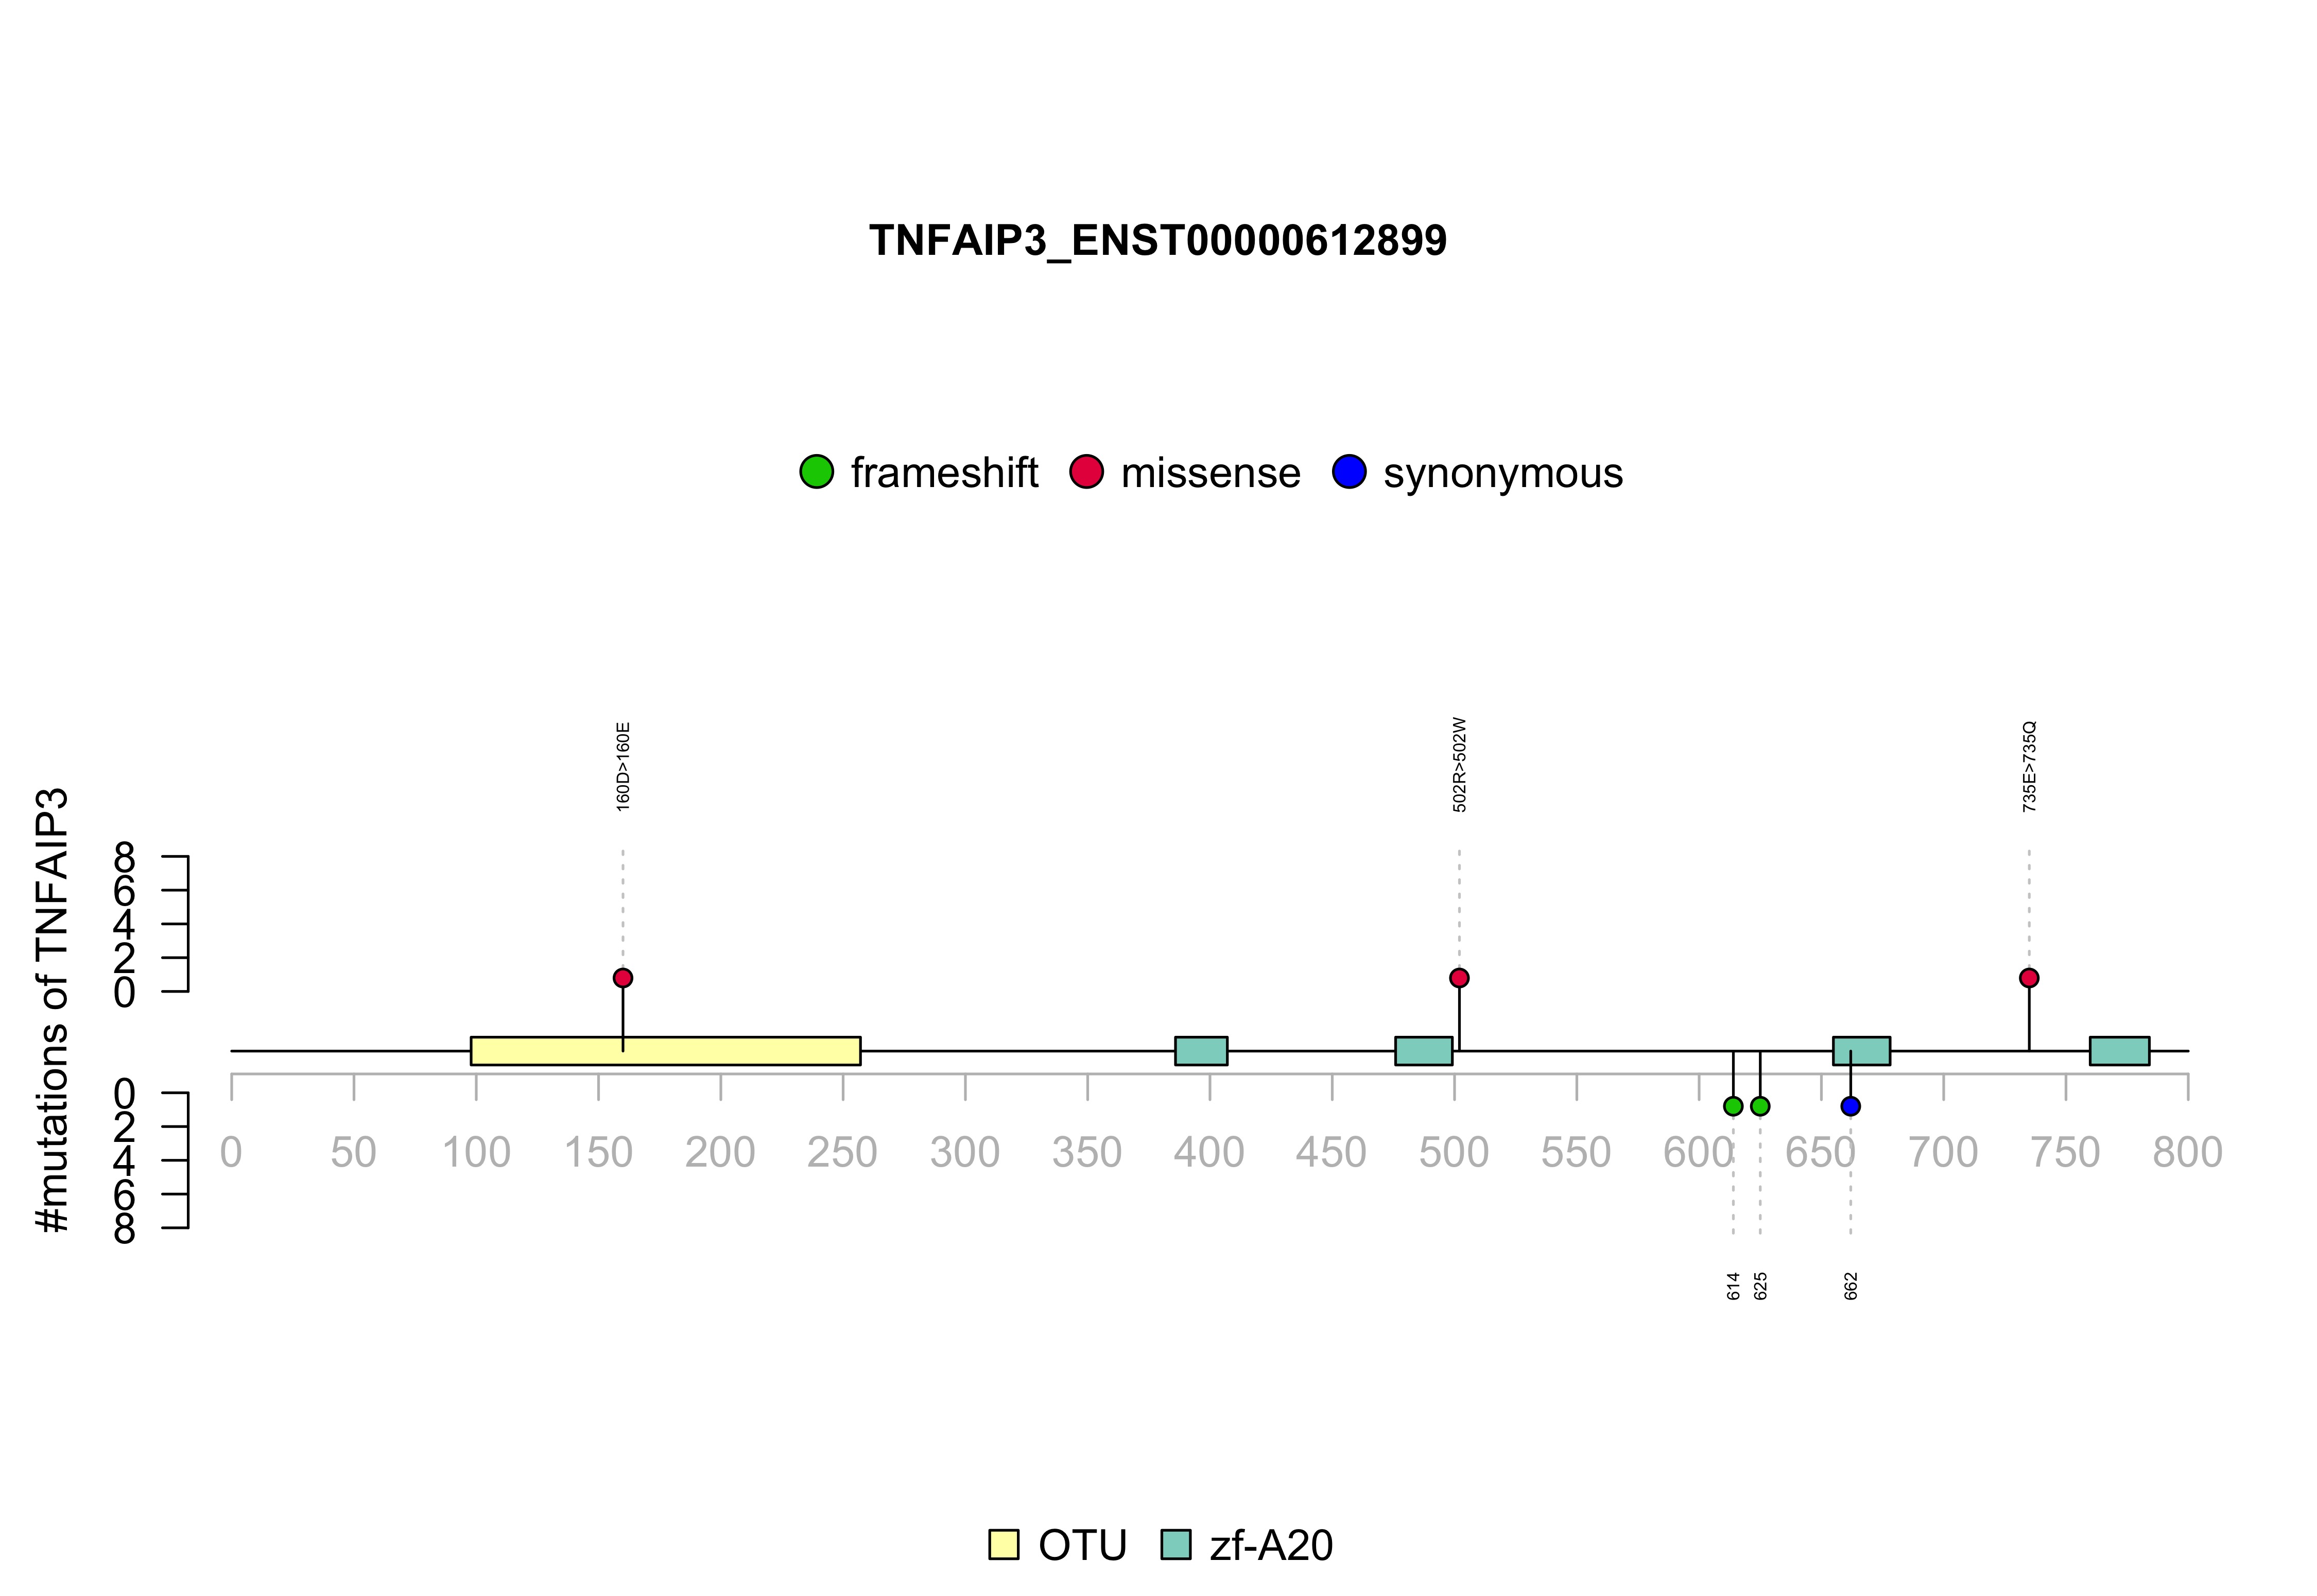 TNFAIP3_ENST00000612899
frameshift missense synonymous
160D>160E 502R>502W 735E>735Q
#mutations of TNFAIP3
8
6
4
2
0
0
2
4
6
8
0 50 100 150 200 250 300 350 400 450 500 550 600 650 700 750 800
614 625 662
OTU zf-A20